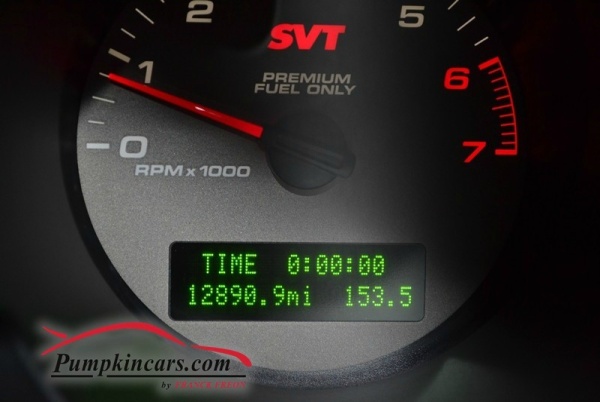 2
5
SVT
1
6
PREMIUM
FUEL ONLY
0
7
RPM x 1000
TIME 0:00:00
12890.9mi 153.5
Pumpkincars.com
by